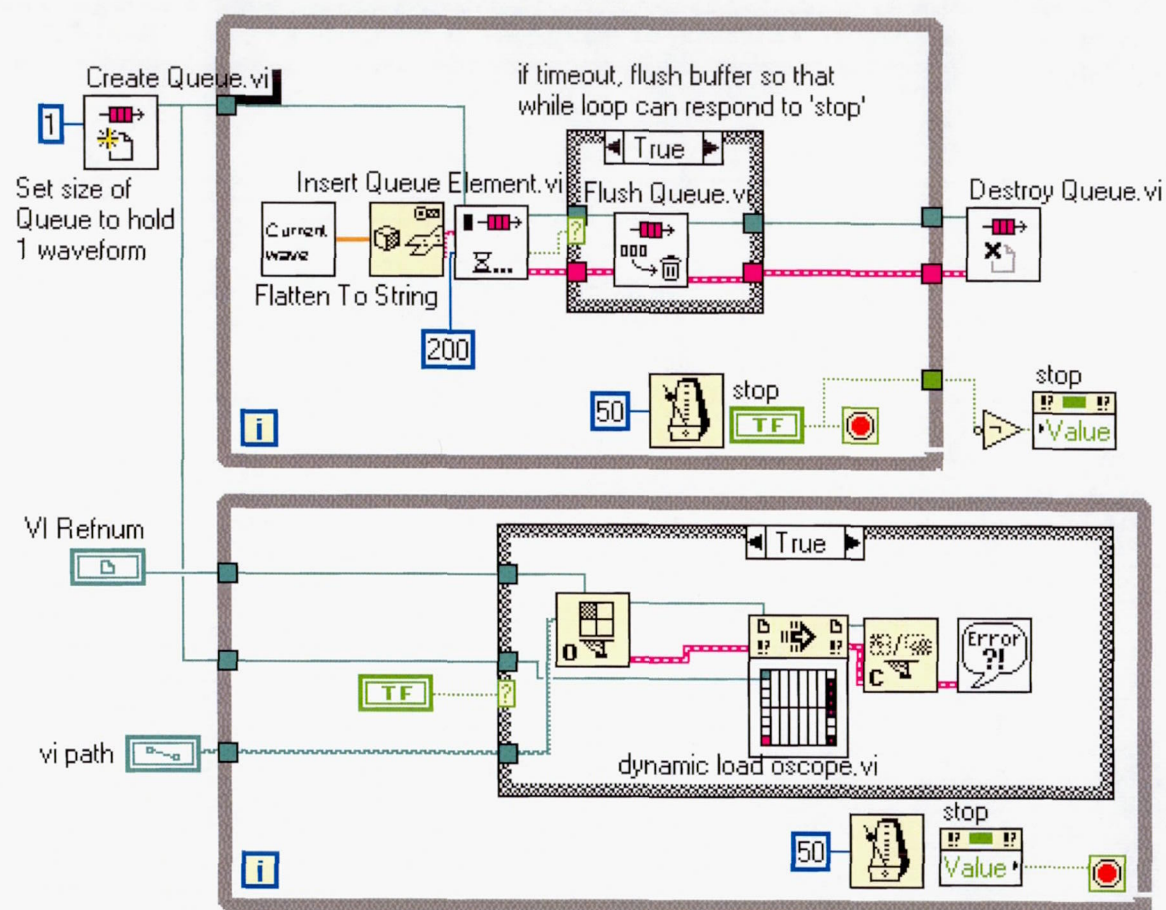 Create Queue.vi
1
Set size of
Queue to hold
1 waveform
if timeout, flush buffer so that
while loop can respond to 'stop'
True
Insert Queue Element.vi
Flush Queue.vi
Destroy Queue.vi
Current
wave
?
Flatten To String
200
50
stop
TF
i
stop
Value
VI Refnum
True
O
C
Error
?!
TF
?
vi path
dynamic load oscope.vi
50
stop
Value
i